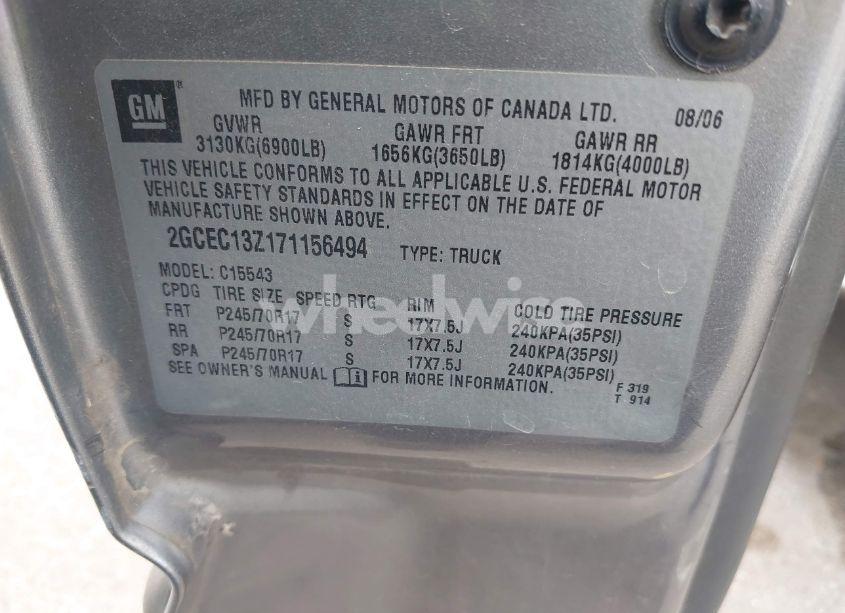 GM
MFD BY GENERAL MOTORS OF CANADA LTD. 08/06
GVWR GAWR FRT GAWR RR
3130KG(6900LB) 1656KG(3650LB) 1814KG(4000LB)
THIS VEHICLE CONFORMS TO ALL APPLICABLE U.S. FEDERAL MOTOR
VEHICLE SAFETY STANDARDS IN EFFECT ON THE DATE OF
MANUFACTURE SHOWN ABOVE.
2GCEC13Z171156494 TYPE: TRUCK
MODEL: C15543
CPDG TIRE SIZE SPEED RTG RIM COLD TIRE PRESSURE
FRT P245/70R17 S 17X7.5J 240KPA(35PSI)
RR P245/70R17 S 17X7.5J 240KPA(35PSI)
SPA P245/70R17 S 17X7.5J 240KPA(35PSI)
SEE OWNER'S MANUAL FOR MORE INFORMATION.
F 319
T 914